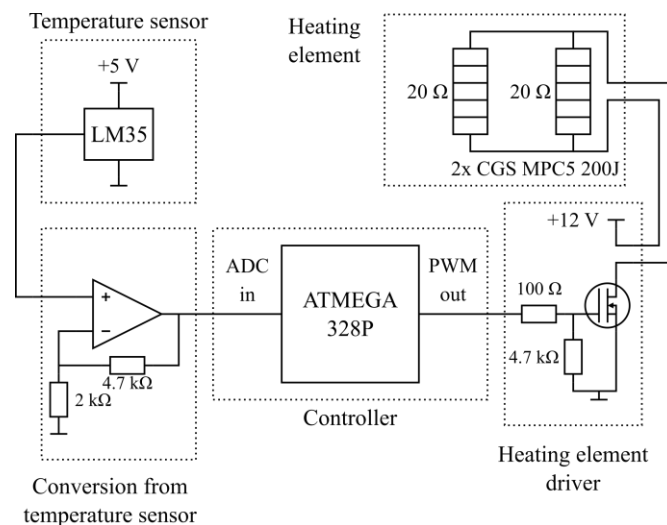 Temperature sensor
+5 V
LM35
Heating
element
20 Ω
20 Ω
2x CGS MPC5 200J
+12 V
ADC
in
ATMEGA
328P
PWM
out
100 Ω
4.7 kΩ
+
−
4.7 kΩ
2 kΩ
Controller
Conversion from
temperature sensor
Heating element
driver